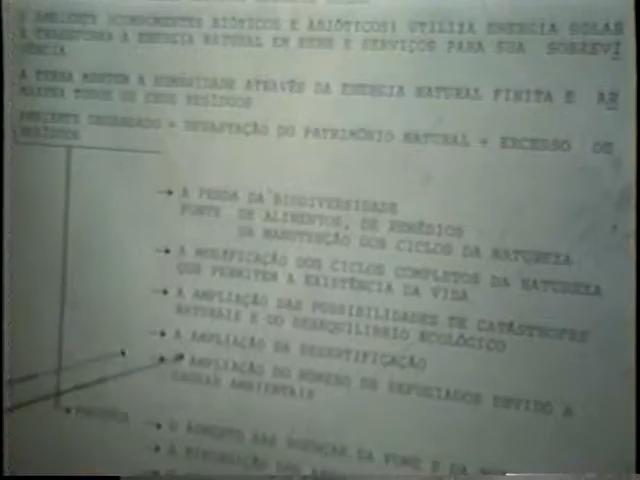 O AMBIENTE (COMPONENTES BIÓTICOS E ABIÓTICOS) UTILIZA ENERGIA SOLAR
E TRANSFORMA A ENERGIA NATURAL EM BENS E SERVIÇOS PARA SUA SOBREVI
VÊNCIA
A TERRA MANTEM A HUMANIDADE ATRAVÉS DA ENERGIA NATURAL FINITA E AR
MAZENA TODOS OS SEUS RESÍDUOS
AMBIENTE DEGRADADO = DEVASTAÇÃO DO PATRIMÔNIO NATURAL + EXCESSO DE
RESÍDUOS
→ A PERDA DA BIODIVERSIDADE
FONTE DE ALIMENTOS, DE REMÉDIOS
DA MANUTENÇÃO DOS CICLOS DA NATUREZA
→ A MODIFICAÇÃO DOS CICLOS COMPLETOS DA NATUREZA
QUE PERMITEM A EXISTÊNCIA DA VIDA
→ A AMPLIAÇÃO DAS POSSIBILIDADES DE CATÁSTROFES
NATURAIS E DO DESEQUILIBRIO ECOLÓGICO
→ A AMPLIAÇÃO DA DESERTIFICAÇÃO
→ A AMPLIAÇÃO DO NÚMERO DE REFUGIADOS DEVIDO A
CAUSAS AMBIENTAIS
→ O AUMENTO DAS DOENÇAS DA FOME E DA